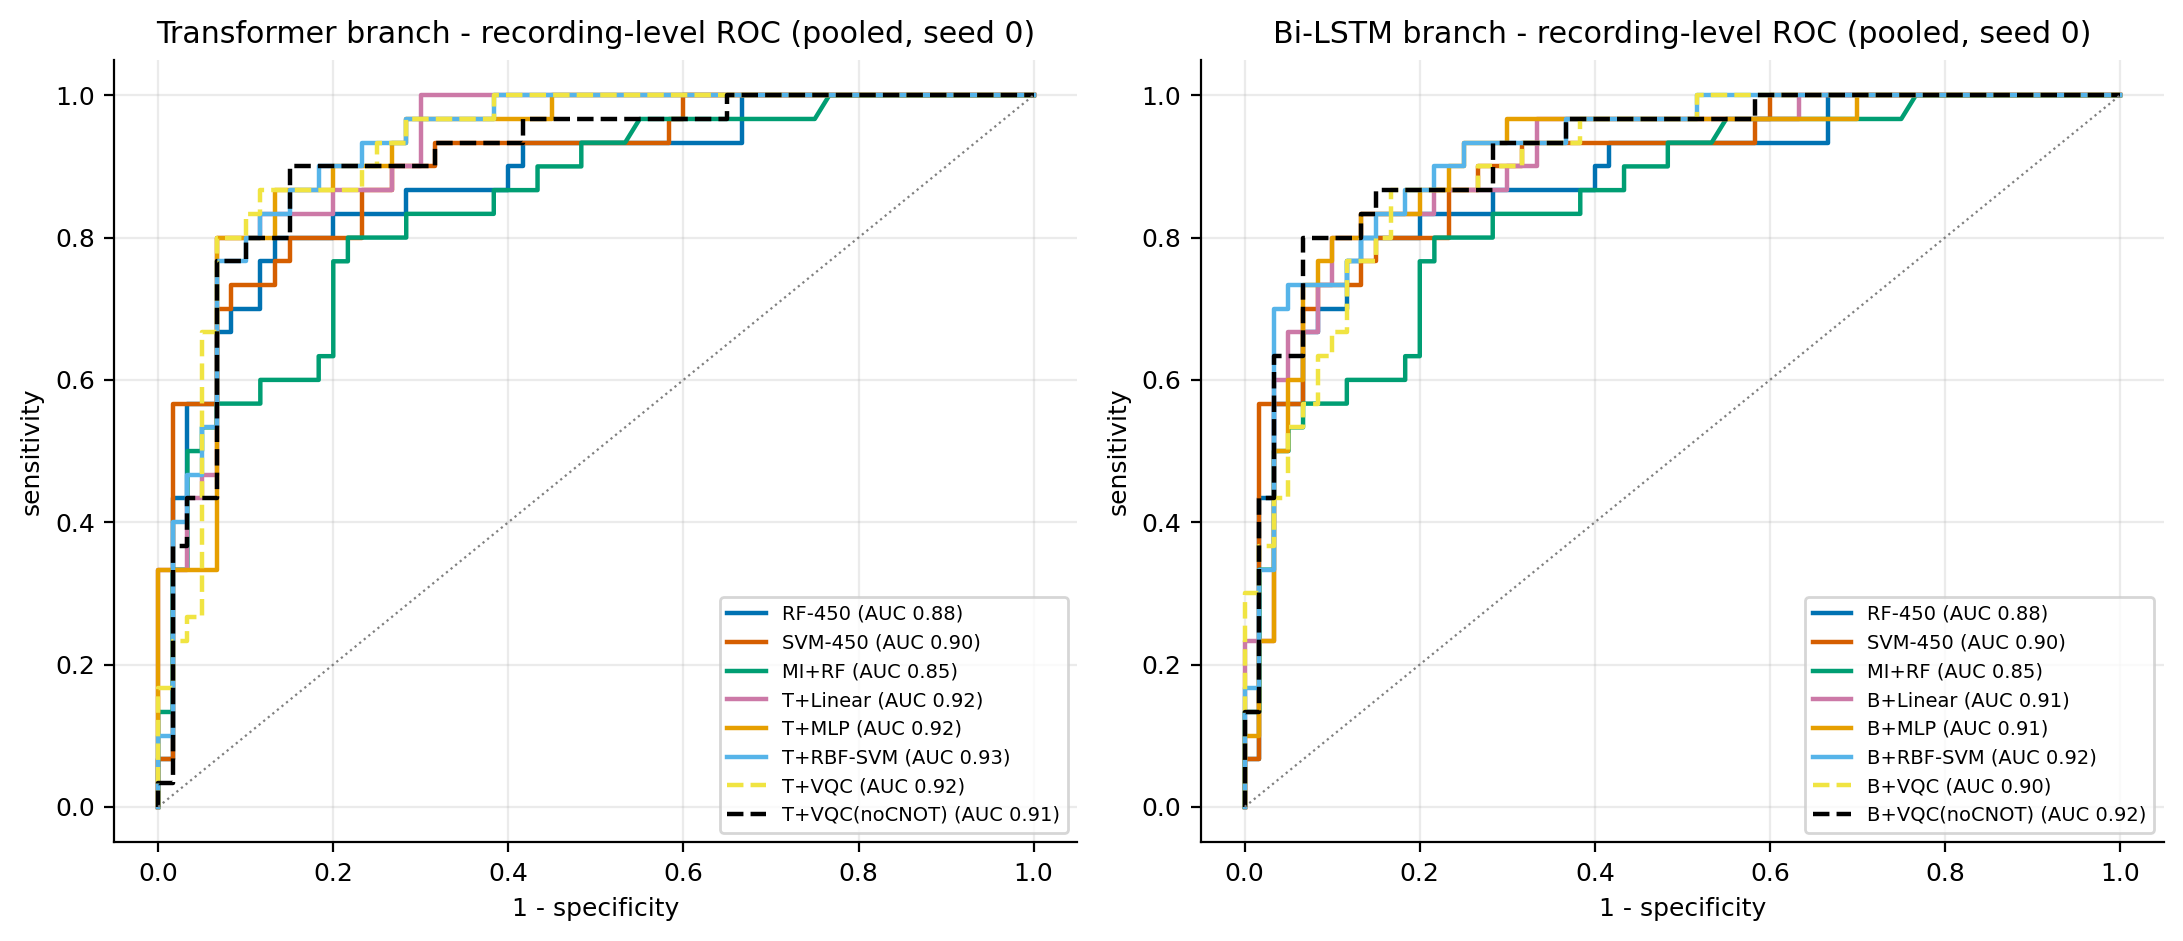 Transformer branch - recording-level ROC (pooled, seed 0)
1.0
0.8
0.6
0.4
0.2
0.0
sensitivity
RF-450 (AUC 0.88)
SVM-450 (AUC 0.90)
MI+RF (AUC 0.85)
T+Linear (AUC 0.92)
T+MLP (AUC 0.92)
T+RBF-SVM (AUC 0.93)
T+VQC (AUC 0.92)
T+VQC(noCNOT) (AUC 0.91)
0.0 0.2 0.4 0.6 0.8 1.0
1 - specificity
Bi-LSTM branch - recording-level ROC (pooled, seed 0)
1.0
0.8
0.6
0.4
0.2
0.0
sensitivity
RF-450 (AUC 0.88)
SVM-450 (AUC 0.90)
MI+RF (AUC 0.85)
B+Linear (AUC 0.91)
B+MLP (AUC 0.91)
B+RBF-SVM (AUC 0.92)
B+VQC (AUC 0.90)
B+VQC(noCNOT) (AUC 0.92)
0.0 0.2 0.4 0.6 0.8 1.0
1 - specificity